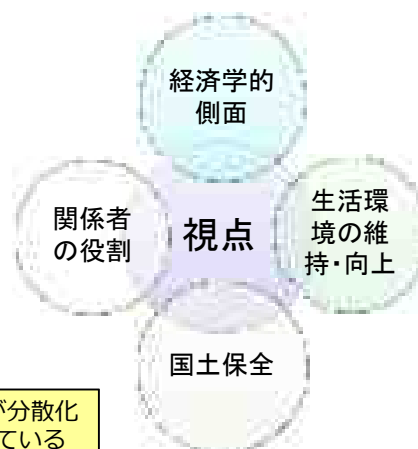 経済学的
側面
関係者
の役割
視点
生活環
境の維
持・向上
国土保全
が分散化
ている